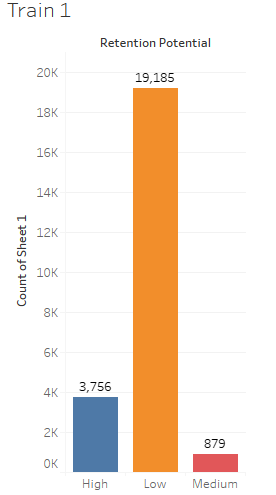 Train 1
Retention Potential
20K
19,185
18K
16K
14K
12K
Count of Sheet 1
10K
8K
6K
4K
3,756
2K
879
0K
High
Low
Medium